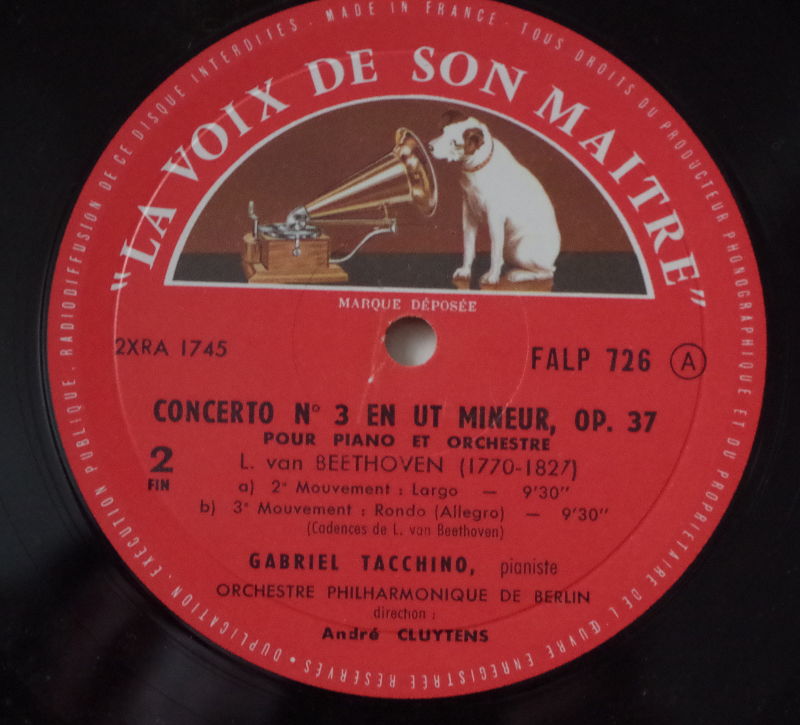 DUPLICATION . EXÉCUTION PUBLIQUE . RADIODIFFUSION DE CE DISQUE INTERDITES . MADE IN FRANCE . TOUS DROITS DU PRODUCTEUR PHONOGRAPHIQUE ET DU PROPRIETAIRE DE L'ŒUVRE ENREGISTRÉE RÉSERVÉS •
"LA VOIX DE SON MAITRE"
MARQUE DÉPOSÉE
2XRA 1745
FALP 726 A
CONCERTO N° 3 EN UT MINEUR, OP. 37
POUR PIANO ET ORCHESTRE
2
FIN
L. van BEETHOVEN (1770-1827)
a) 2e Mouvement : Largo — 9'30"
b) 3e Mouvement : Rondo (Allegro) — 9'30"
(Cadences de L. van Beethoven)
GABRIEL TACCHINO, pianiste
ORCHESTRE PHILHARMONIQUE DE BERLIN
direction :
André CLUYTENS